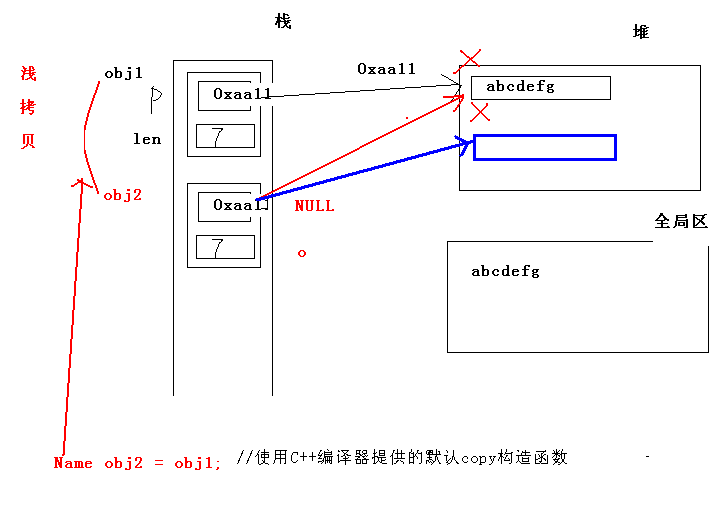 栈
堆
浅
拷
贝
obj1
p
len
0xaa11
7
0xaa11
abcdefg
obj2
0xaa11
7
NULL
o
全局区
abcdefg
Name obj2 = obj1; //使用C++编译器提供的默认copy构造函数